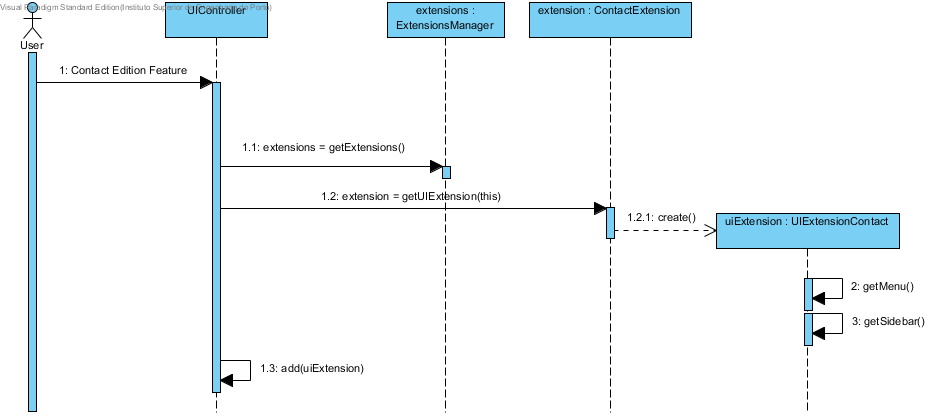 Visual Paradigm Standard Edition(Instituto Superior de Engenharia do Porto)
User
UIController
extensions :
ExtensionsManager
extension : ContactExtension
1: Contact Edition Feature
1.1: extensions = getExtensions()
1.2: extension = getUIExtension(this)
1.2.1: create()
uiExtension : UIExtensionContact
2: getMenu()
3: getSidebar()
1.3: add(uiExtension)